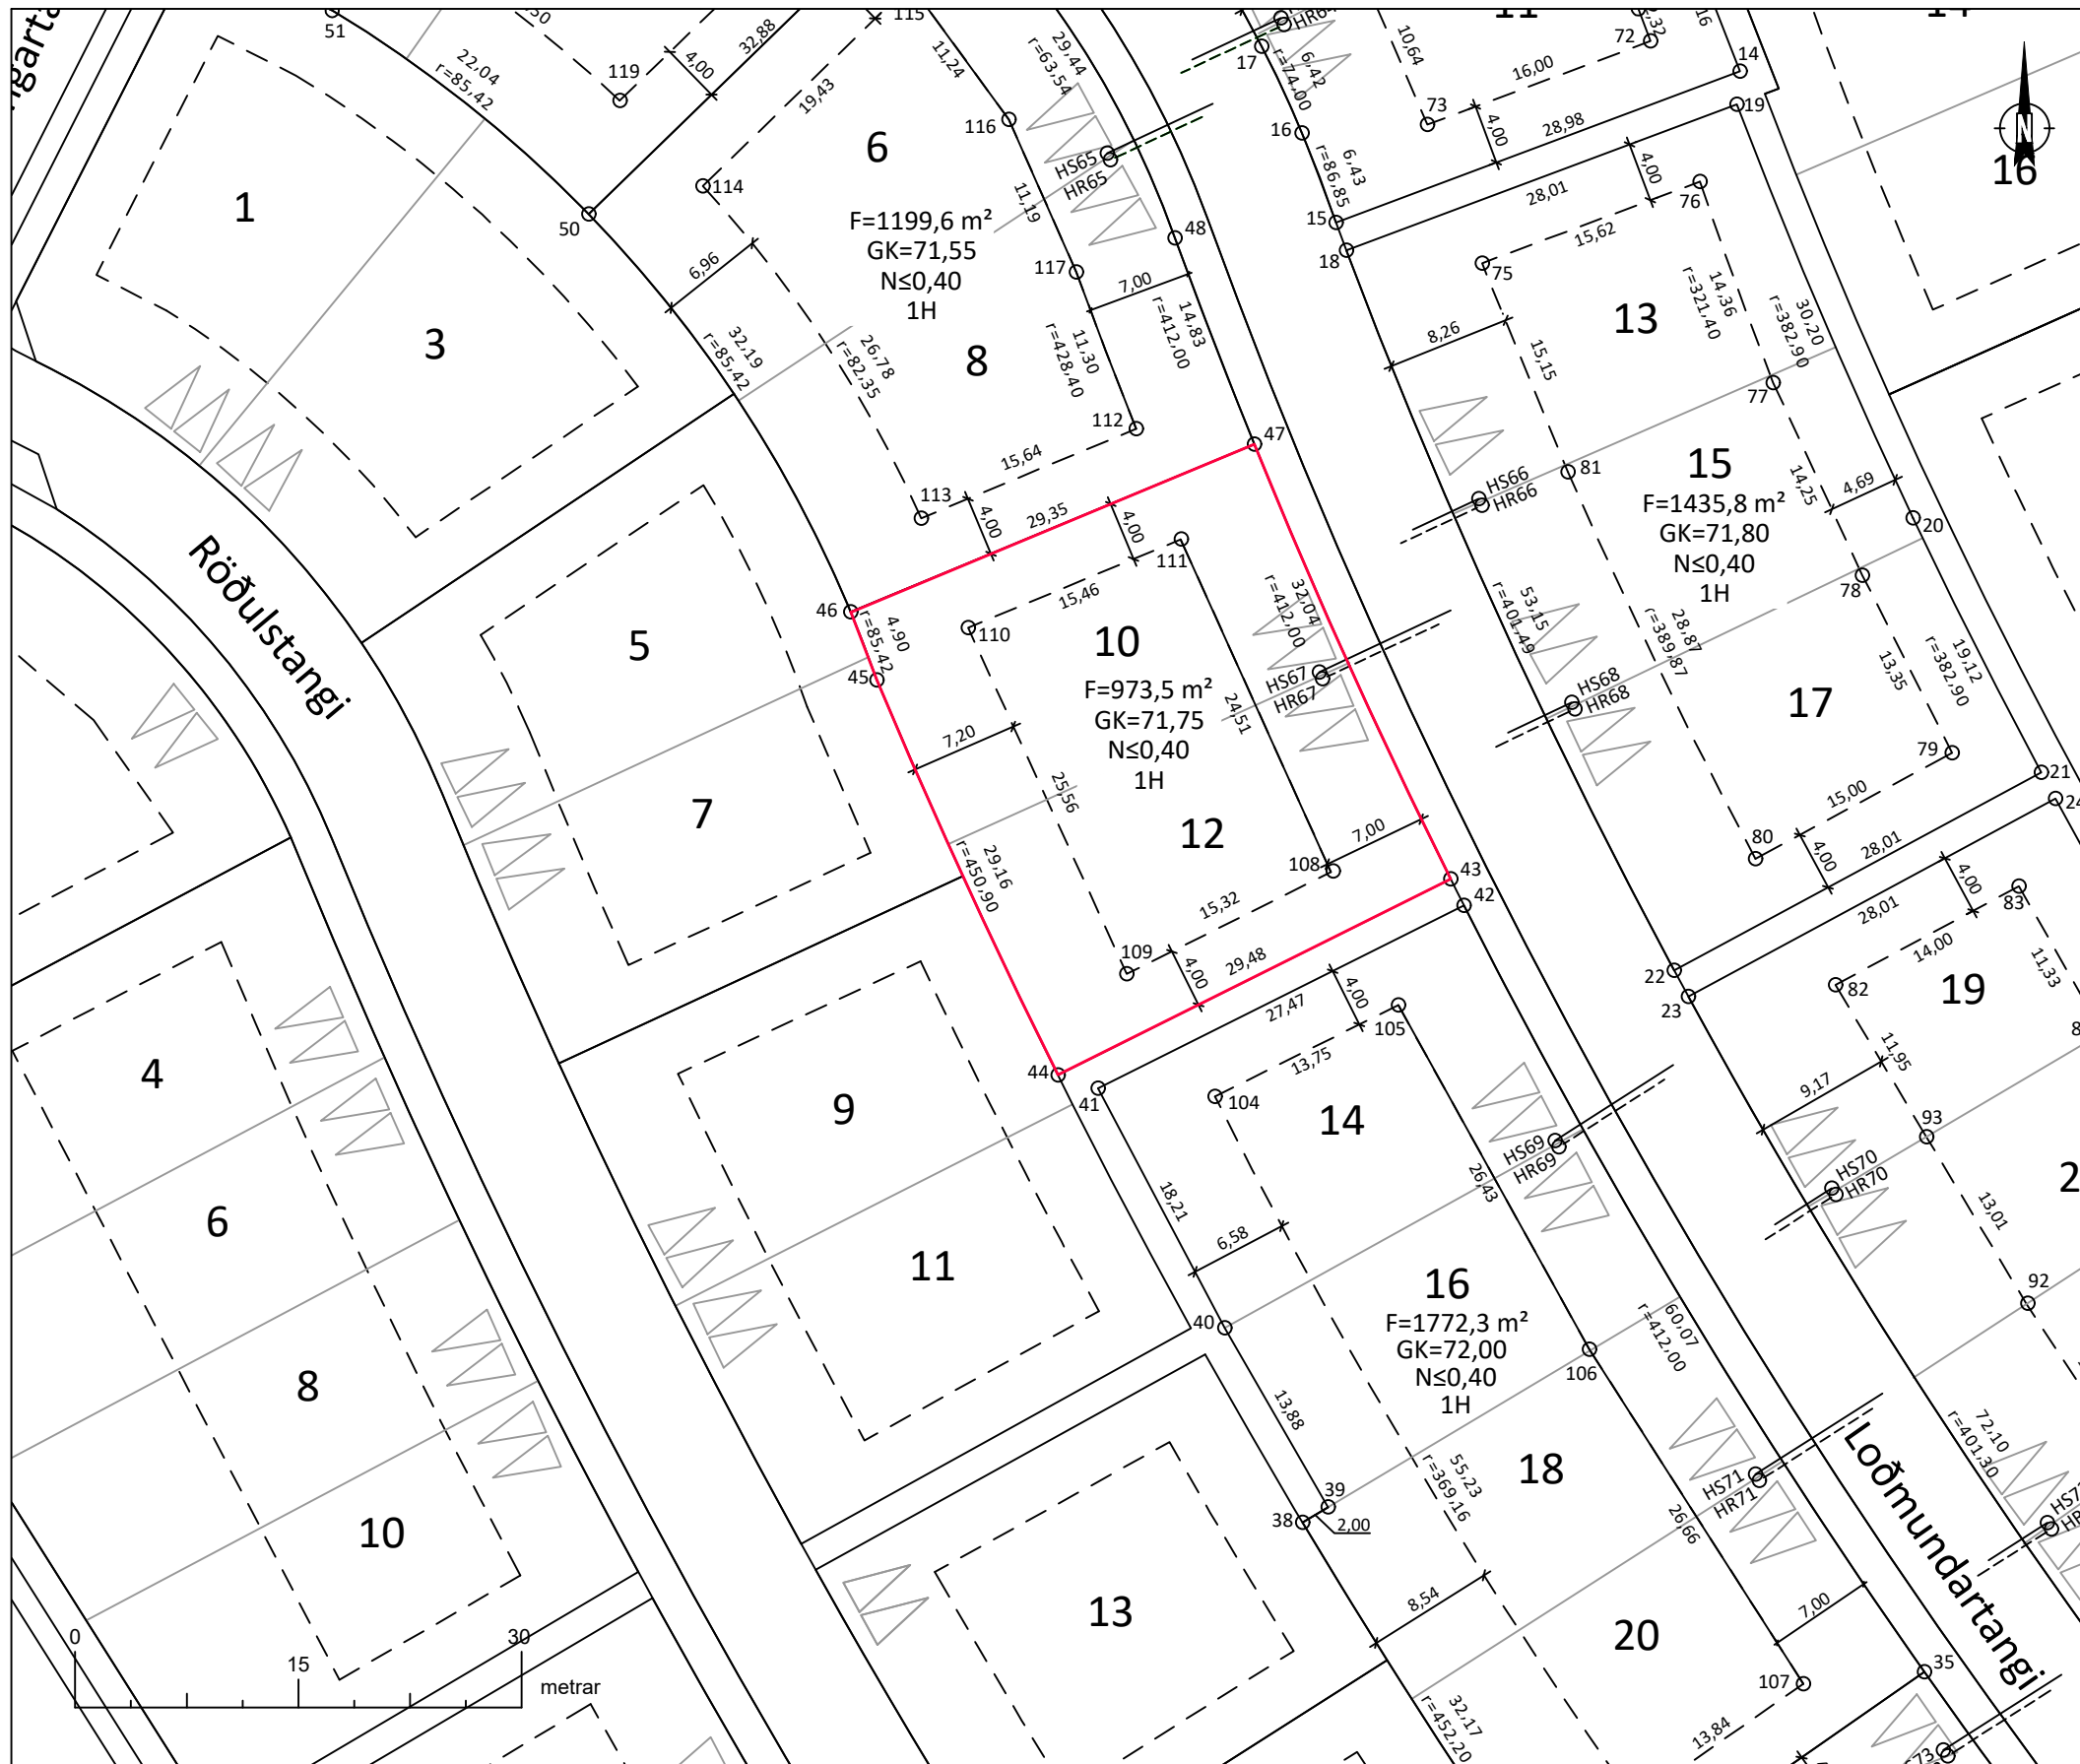 51
22,04
r=85,42
119
4,00
32,88
115
11,24
29,44
r=63,54
17
6,42
r=74,00
10,64
72
16,00
14
73
4,00
28,98
19
N
16
1
50
114
19,43
6
116
HS65
HR65
F=1199,6 m²
GK=71,55
N≤0,40
1H
11,19
117
48
7,00
16
6,43
r=86,85
15
18
28,01
4,00
76
75
15,62
13
14,36
r=321,40
30,20
r=382,90
3
6,96
32,19
r=85,42
26,78
r=82,35
8
11,30
r=428,40
14,83
r=412,00
8,26
15,15
77
112
15,64
47
113
4,00
29,35
4,00
HS66
HR66
81
15
F=1435,8 m²
GK=71,80
N≤0,40
1H
14,25
4,69
20
78
Röðulstangi
5
46
4,90
r=85,42
45
110
15,46
111
10
F=973,5 m²
GK=71,75
N≤0,40
1H
32,04
r=412,00
HS67
HR67
24,51
53,15
r=401,49
HS68
HR68
28,87
r=389,87
17
13,35
19,12
r=382,90
79
21
24
7
7,20
25,56
12
29,16
r=450,90
108
7,00
43
42
80
15,00
4,00
28,01
15,32
109
4,00
29,48
4,00
28,01
83
27,47
105
22
23
82
14,00
11,33
19
44
41
104
13,75
14
4
9
18,21
6,58
HS69
HR69
26,43
9,17
11,95
93
HS70
HR70
13,01
92
6
11
40
16
F=1772,3 m²
GK=72,00
N≤0,40
1H
60,07
r=412,00
106
8
13,88
39
38
2,00
55,23
r=369,16
18
HS71
HR71
26,66
72,10
r=401,30
Loðmundartangi
10
13
8,54
20
7,00
35
107
32,17
r=452,20
13,84
0
15
30
metrar